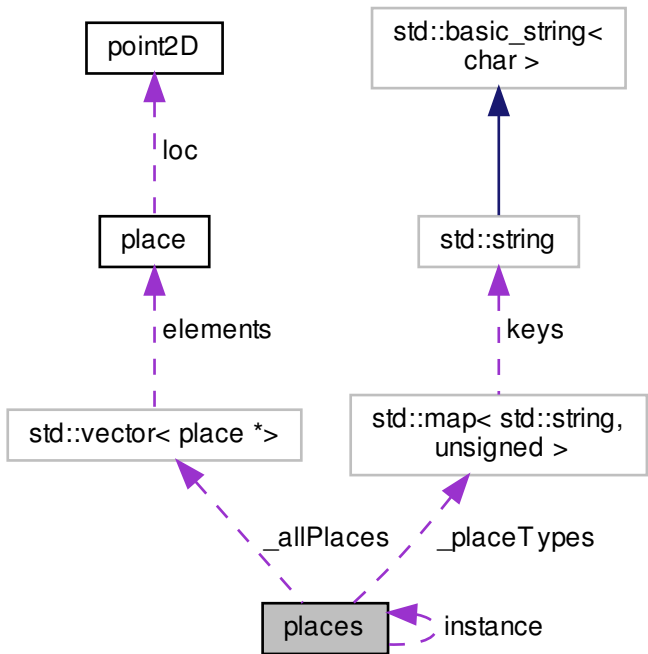 point2D
std::basic_string<
char >
loc
place
std::string
elements
keys
std::vector< place *>
std::map< std::string,
unsigned >
_allPlaces
_placeTypes
places
instance